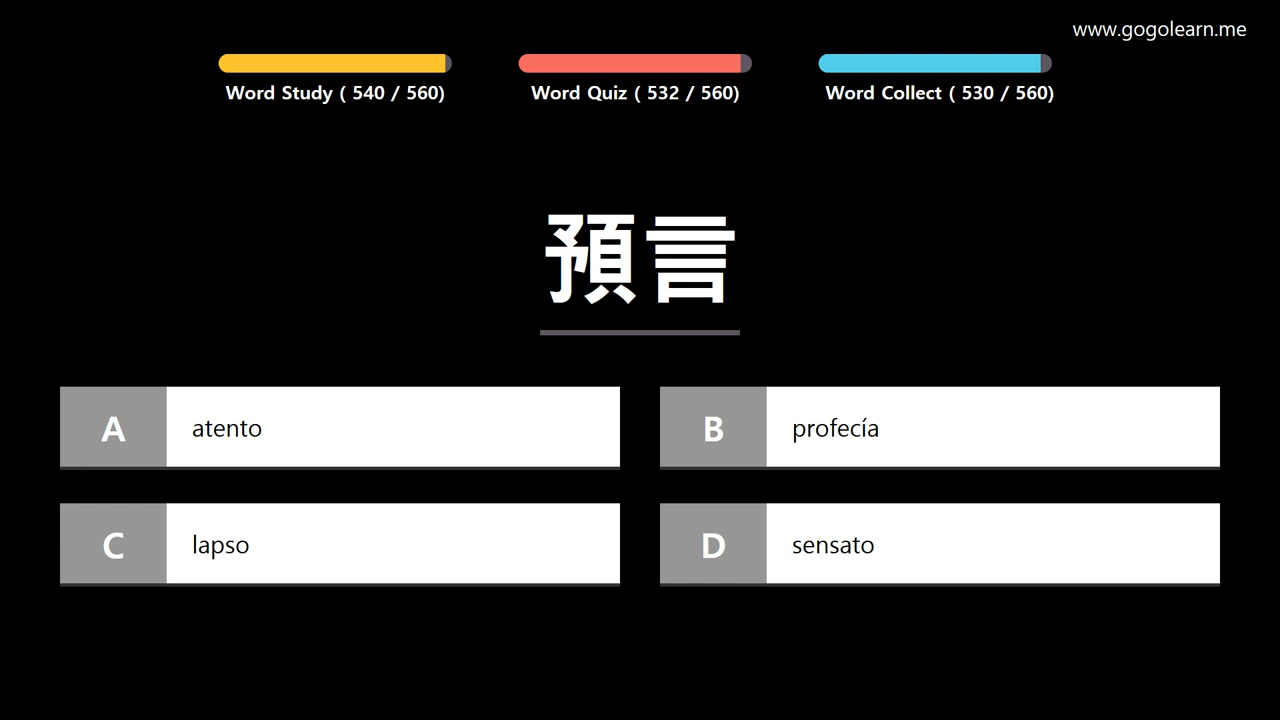 www.gogolearn.me
Word Study ( 540 / 560)
Word Quiz ( 532 / 560)
Word Collect ( 530 / 560)
預言
A atento
B profecía
C lapso
D sensato